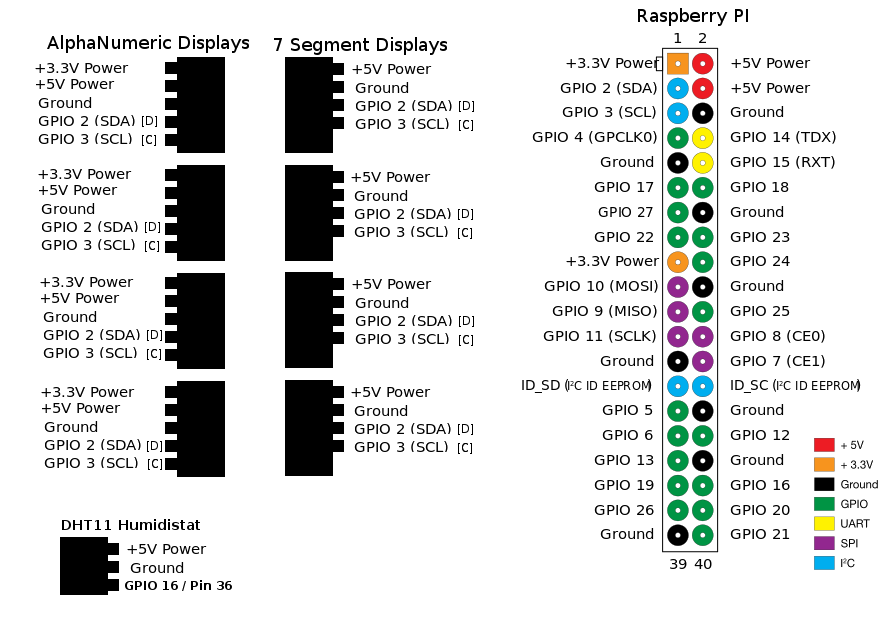 Raspberry PI
1 2
AlphaNumeric Displays
+3.3V Power
+5V Power
Ground
GPIO 2 (SDA) [D]
GPIO 3 (SCL) [C]
+3.3V Power
+5V Power
Ground
GPIO 2 (SDA) [D]
GPIO 3 (SCL) [C]
+3.3V Power
+5V Power
Ground
GPIO 2 (SDA) [D]
GPIO 3 (SCL) [C]
+3.3V Power
+5V Power
Ground
GPIO 2 (SDA) [D]
GPIO 3 (SCL) [C]
7 Segment Displays
+5V Power
Ground
GPIO 2 (SDA) [D]
GPIO 3 (SCL) [C]
+5V Power
Ground
GPIO 2 (SDA) [D]
GPIO 3 (SCL) [C]
+5V Power
Ground
GPIO 2 (SDA) [D]
GPIO 3 (SCL) [C]
+5V Power
Ground
GPIO 2 (SDA) [D]
GPIO 3 (SCL) [C]
DHT11 Humidistat
+5V Power
Ground
GPIO 16 / Pin 36
+3.3V Power +5V Power
GPIO 2 (SDA) +5V Power
GPIO 3 (SCL) Ground
GPIO 4 (GPCLK0) GPIO 14 (TDX)
Ground GPIO 15 (RXT)
GPIO 17 GPIO 18
GPIO 27 Ground
GPIO 22 GPIO 23
+3.3V Power GPIO 24
GPIO 10 (MOSI) Ground
GPIO 9 (MISO) GPIO 25
GPIO 11 (SCLK) GPIO 8 (CE0)
Ground GPIO 7 (CE1)
ID_SD (I²C ID EEPROM) ID_SC (I²C ID EEPROM)
GPIO 5 Ground
GPIO 6 GPIO 12
GPIO 13 Ground
GPIO 19 GPIO 16
GPIO 26 GPIO 20
Ground GPIO 21
39 40
+ 5V
+ 3.3V
Ground
GPIO
UART
SPI
I²C